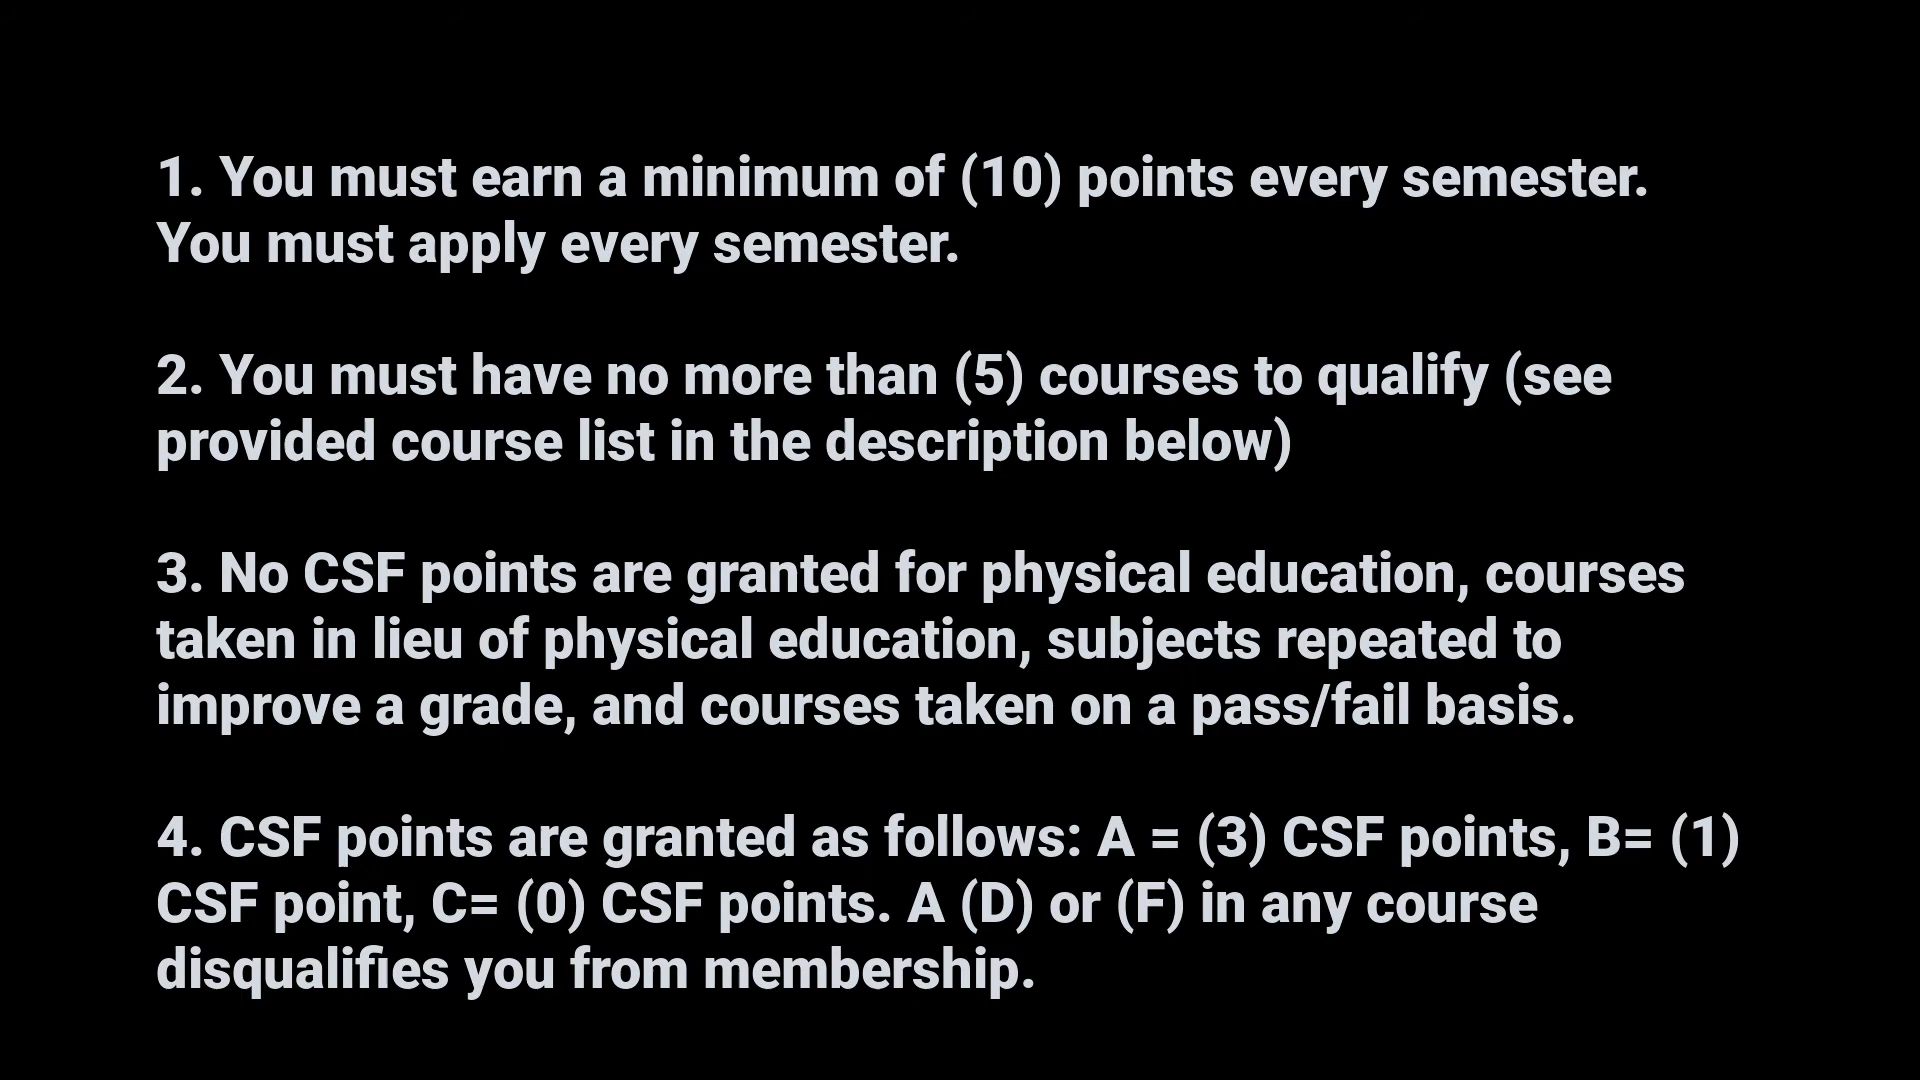 1. You must earn a minimum of (10) points every semester.
You must apply every semester.
2. You must have no more than (5) courses to qualify (see
provided course list in the description below)
3. No CSF points are granted for physical education, courses
taken in lieu of physical education, subjects repeated to
improve a grade, and courses taken on a pass/fail basis.
4. CSF points are granted as follows: A = (3) CSF points, B= (1)
CSF point, C= (0) CSF points. A (D) or (F) in any course
disqualifies you from membership.